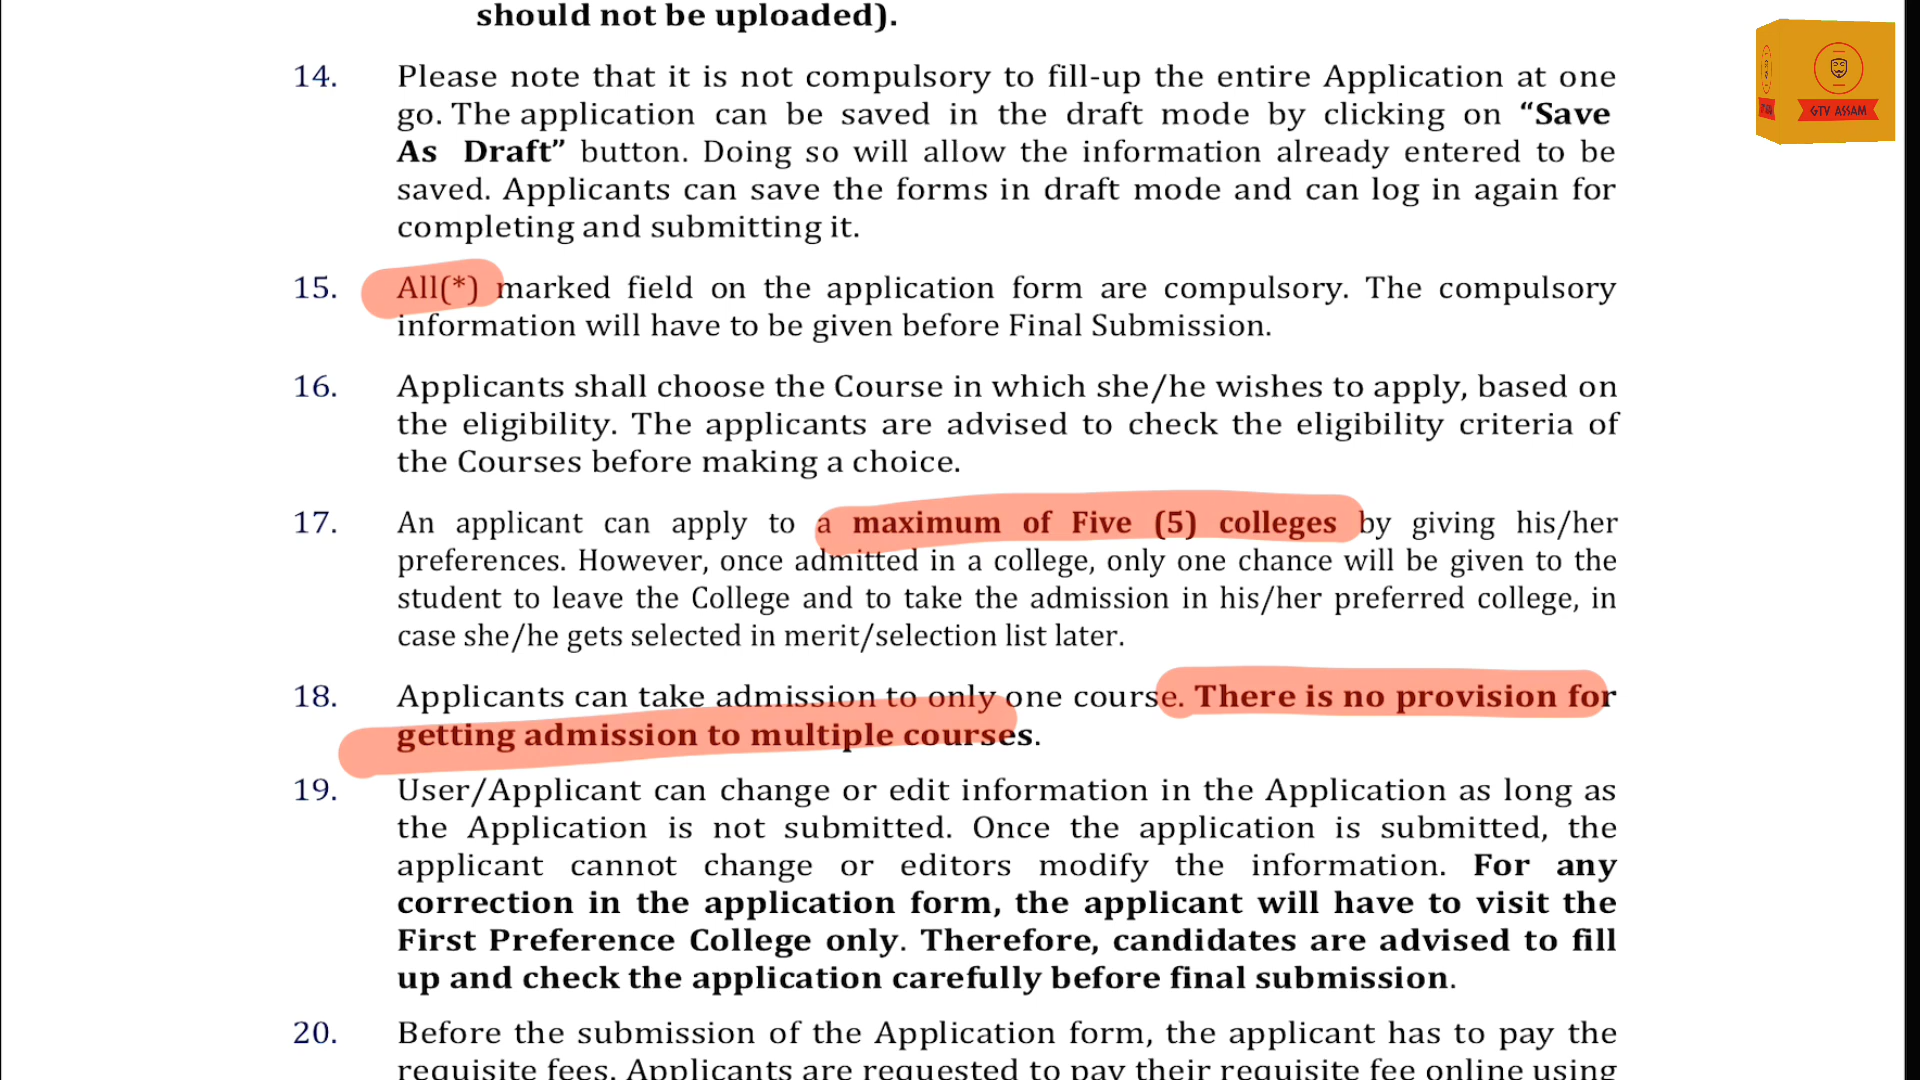 should not be uploaded).
14. Please note that it is not compulsory to fill-up the entire Application at one
go. The application can be saved in the draft mode by clicking on “Save
As Draft” button. Doing so will allow the information already entered to be
saved. Applicants can save the forms in draft mode and can log in again for
completing and submitting it.
15. All(*) marked field on the application form are compulsory. The compulsory
information will have to be given before Final Submission.
16. Applicants shall choose the Course in which she/he wishes to apply, based on
the eligibility. The applicants are advised to check the eligibility criteria of
the Courses before making a choice.
17. An applicant can apply to a maximum of Five (5) colleges by giving his/her
preferences. However, once admitted in a college, only one chance will be given to the
student to leave the College and to take the admission in his/her preferred college, in
case she/he gets selected in merit/selection list later.
18. Applicants can take admission to only one course. There is no provision for
getting admission to multiple courses.
19. User/Applicant can change or edit information in the Application as long as
the Application is not submitted. Once the application is submitted, the
applicant cannot change or editors modify the information. For any
correction in the application form, the applicant will have to visit the
First Preference College only. Therefore, candidates are advised to fill
up and check the application carefully before final submission.
20. Before the submission of the Application form, the applicant has to pay the
requisite fees. Applicants are requested to pay their requisite fee online using
GTV ASSAM